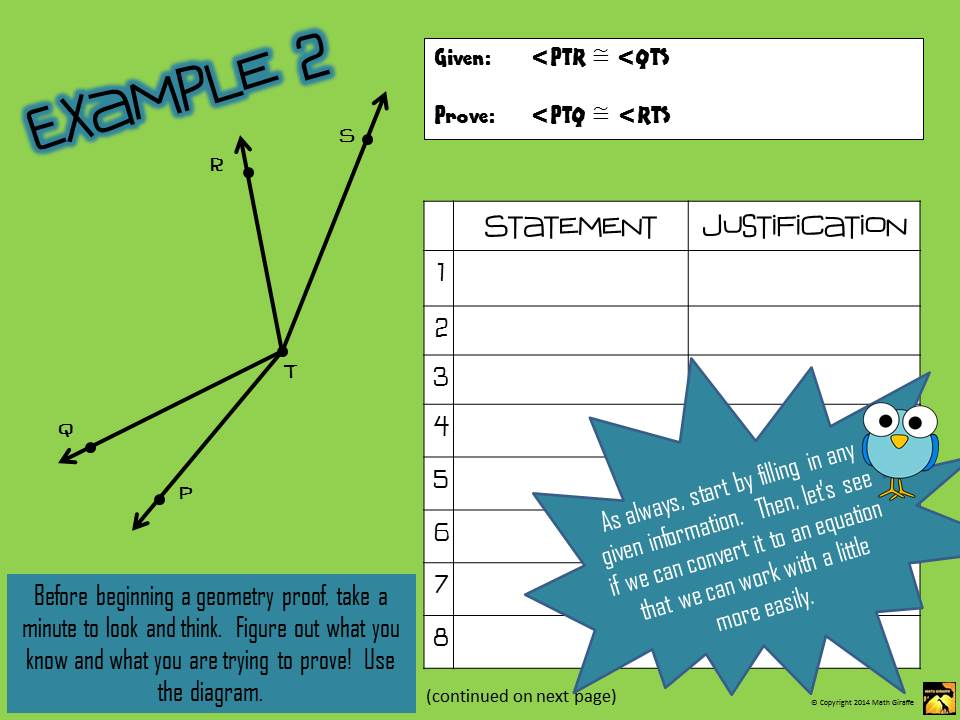 EXAMPLE 2
Given: <PTR ≅ <QTS
Prove: <PTQ ≅ <RTS
S
R
T
Q
P
STATEMENT JUSTIFICATION
1
2
3
4
5
6
7
8
As always, start by filling in any
given information. Then, let's see
if we can convert it to an equation
that we can work with a little
more easily.
Before beginning a geometry proof, take a
minute to look and think. Figure out what you
know and what you are trying to prove! Use
the diagram.
(continued on next page)
© Copyright 2014 Math Giraffe
MATH GIRAFFE